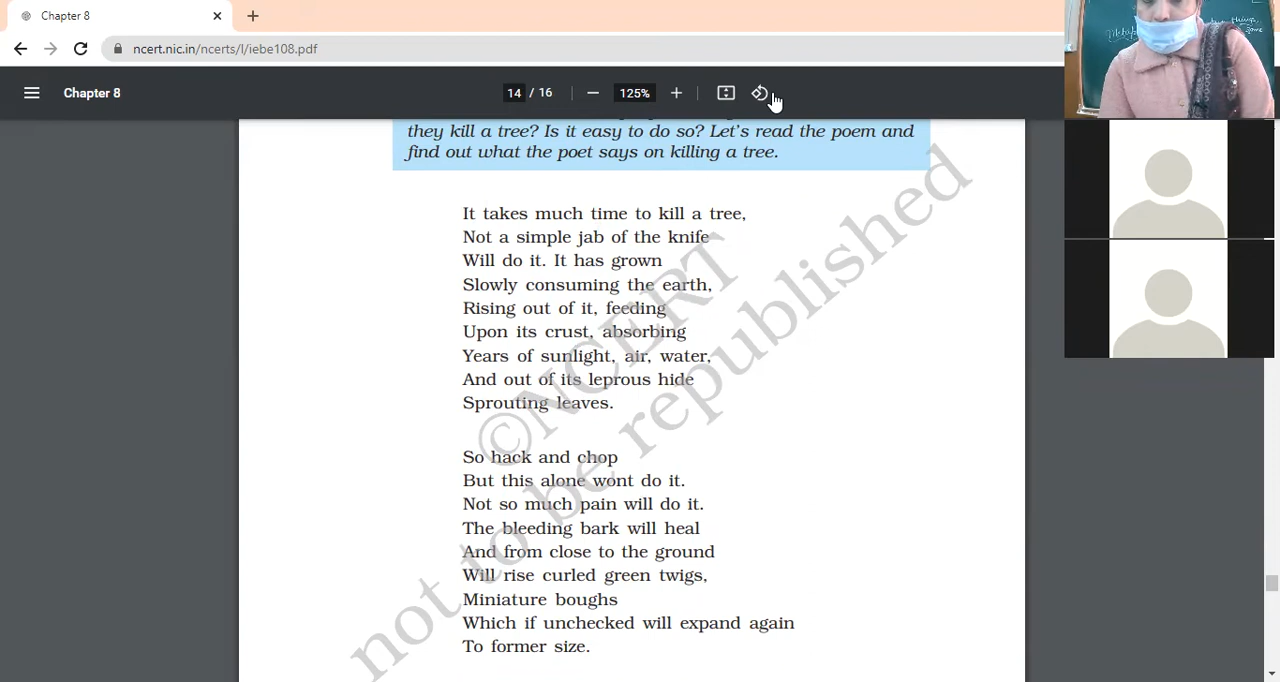 Chapter 8
ncert.nic.in/ncerts/l/iebe108.pdf
Chapter 8
14 / 16
125%
they kill a tree? Is it easy to do so? Let's read the poem and
find out what the poet says on killing a tree.
It takes much time to kill a tree,
Not a simple jab of the knife
Will do it. It has grown
Slowly consuming the earth,
Rising out of it, feeding
Upon its crust, absorbing
Years of sunlight, air, water,
And out of its leprous hide
Sprouting leaves.
So hack and chop
But this alone wont do it.
Not so much pain will do it.
The bleeding bark will heal
And from close to the ground
Will rise curled green twigs,
Miniature boughs
Which if unchecked will expand again
To former size.
©NCERT
not to be republished